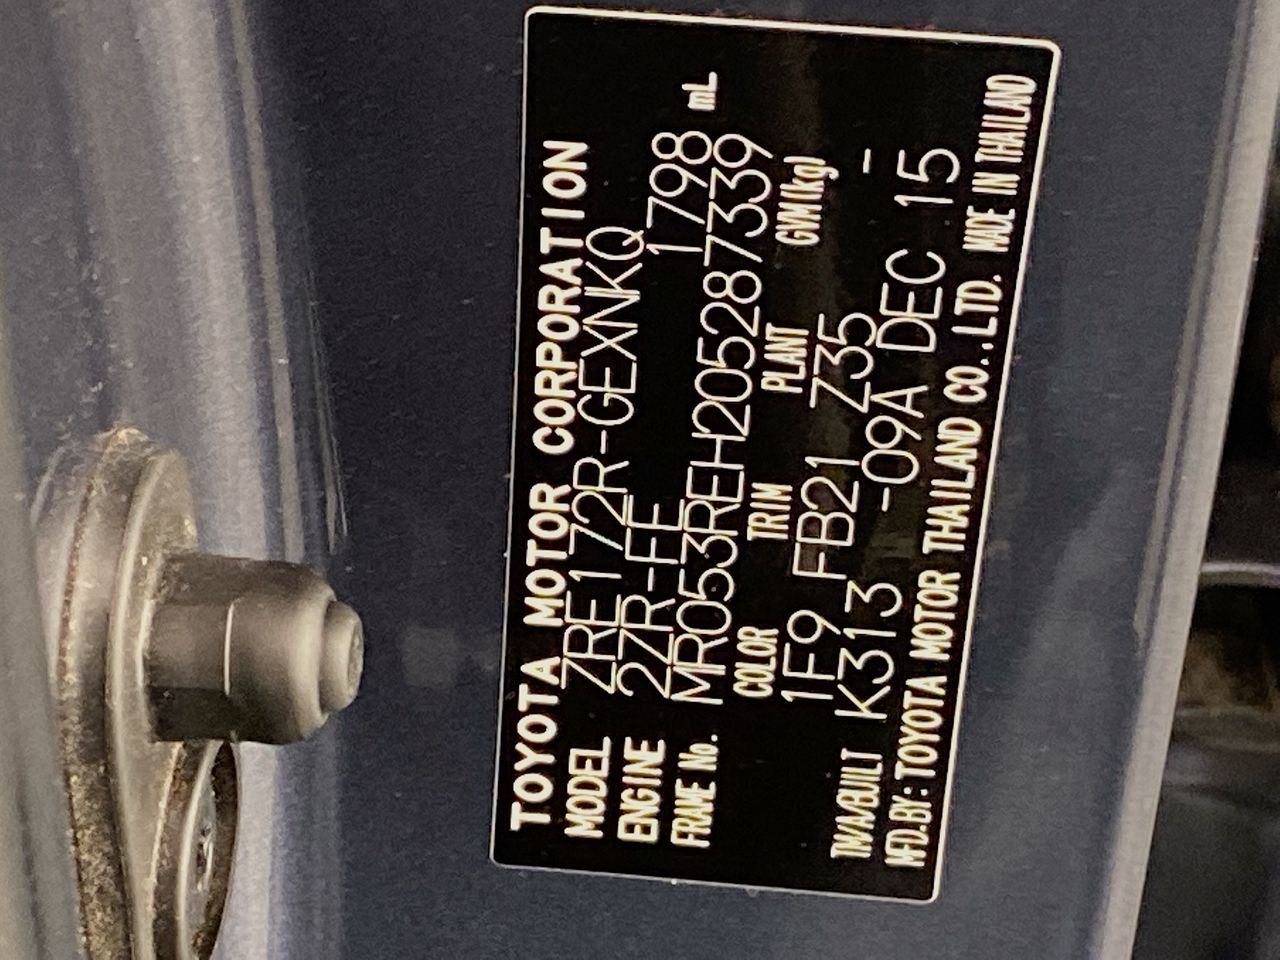 TOYOTA MOTOR CORPORATION
MODEL ZRE172R-GEXNKQ
ENGINE 2ZR-FE 1798 mL
FRAME No. MR053REH205287339
COLOR TRIM PLANT GVM(kg)
1F9 FB21 Z35 -
TM/A/BUILT K313 -09A DEC 15
MFD.BY: TOYOTA MOTOR THAILAND CO.,LTD. MADE IN THAILAND